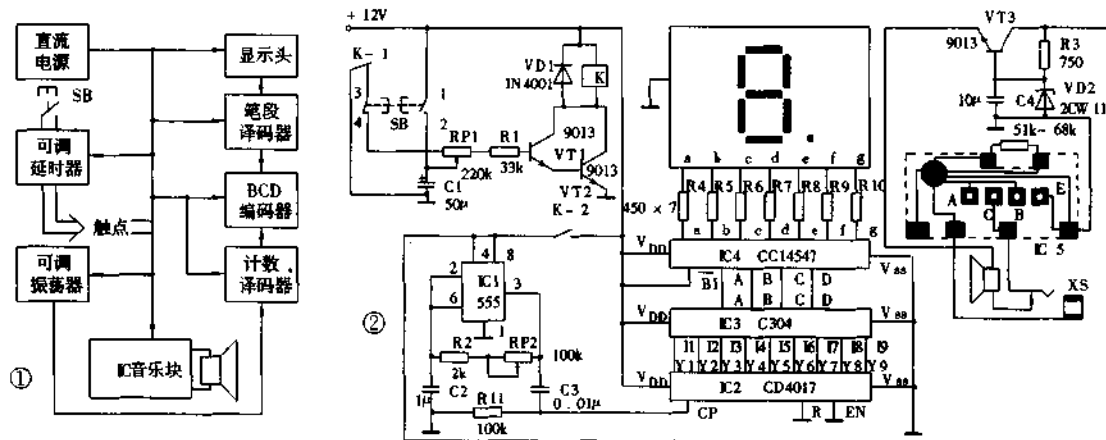 直流
电源
SB
可调
延时器
触点
可调
振荡器
显示头
笔段
译码器
BCD
编码器
计数
译码器
IC音乐块
①
②
+ 12V
K- 1
3
4
SB
1
2
VD1
1N4001
K
RP1
220k
R1
33k
9013
VT1
9013
VT2
C1
50μ
K- 2
4
8
2
6
IC1
555
3
1
R2
2k
RP2
100k
C2
1μ
R11
100k
C3
0.01μ
a b c d e f g
R4 R5 R6 R7 R8 R9 R10
450 × 7
a b c d e f g
VDD
IC4 CC14547
Vss
BI A B C D
A B C D
VDD
IC3 C304
Vss
I1 I2 I3 I4 I5 I6 I7 I8 I9
Y1 Y2 Y3 Y4 Y5 Y6 Y7 Y8 Y9
VDD
IC2 CD4017
Vss
CP
R EN
VT3
9013
R3
750
10μ
C4
VD2
2CW11
51k~ 68k
A
C
B
E
IC 5
XS